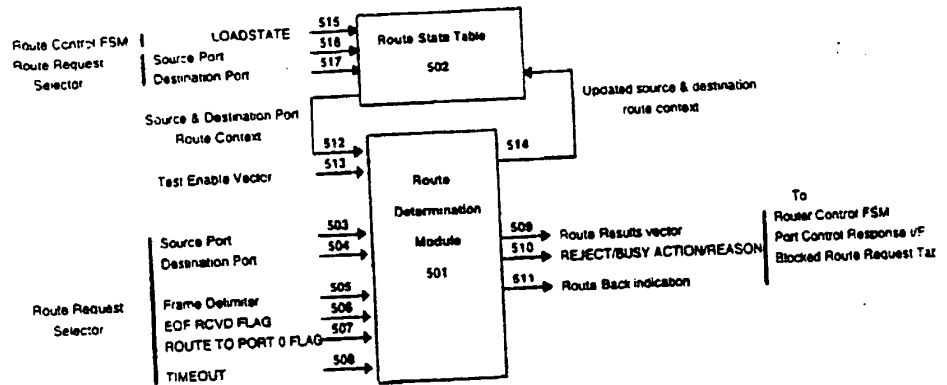 515
Route Control FSM
LOADSTATE
Route State Table
502
516
Route Request
Selector
Source Port
517
Destination Port
Updated source & destination
route context
Source & Destination Port
Route Context
512
514
513
Test Enable Vector
Route
Determination
Module
501
To
Router Control FSM
Port Control Response I/F
Blocked Route Request Tab
503
Source Port
504
Destination Port
509
Route Results vector
510
REJECT/BUSY ACTION/REASON
511
Route Back indication
Route Request
Selector
505
Frame Delimiter
506
EOF RCVD FLAG
507
ROUTE TO PORT 0 FLAG
508
TIMEOUT